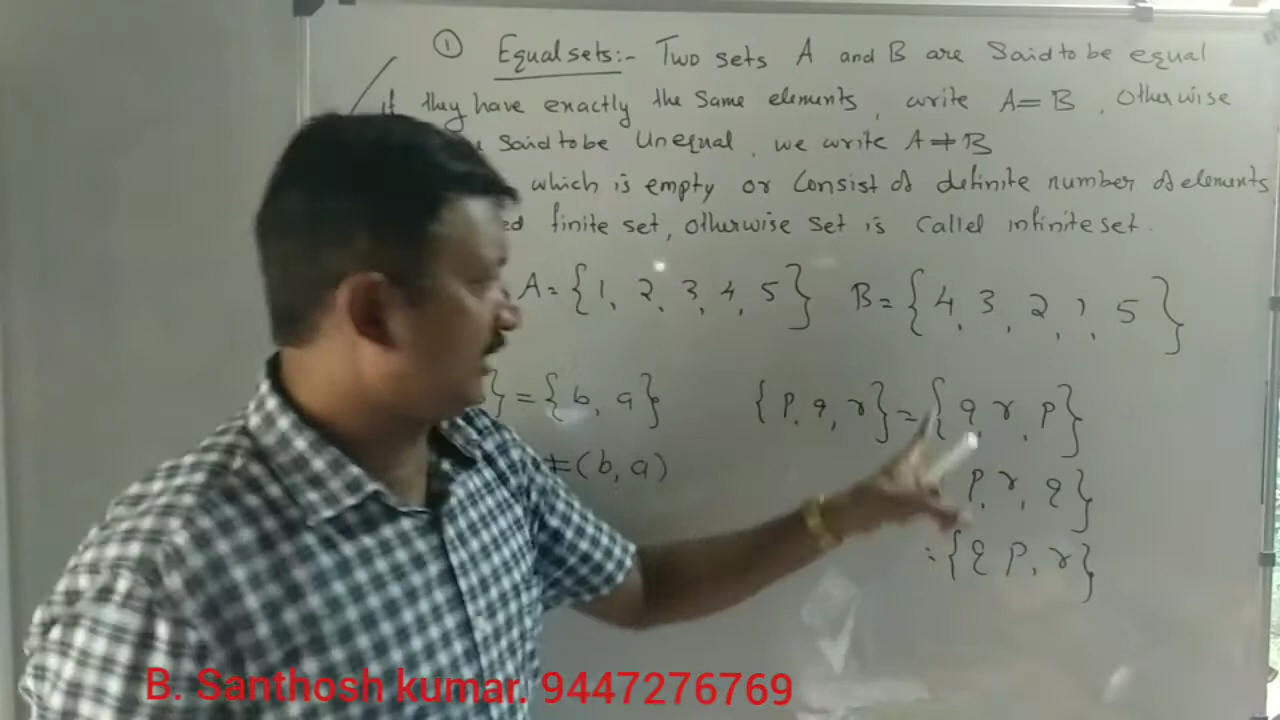 ① Equal sets:- Two sets A and B are Said to be equal
if they have exactly the Same elements, write A=B, Otherwise
Said to be Unequal, we write A≠B
which is empty or Consist of definite number of elements
finite set, Otherwise Set is Called infinite set.
A = {1, 2, 3, 4, 5} B = {4, 3, 2, 1, 5}
} = {b, a} {p, q, r} = {q, r, p}
≠ (b, a) p, r, q}
= {q p, r}
B. Santhosh kumar. 9447276769